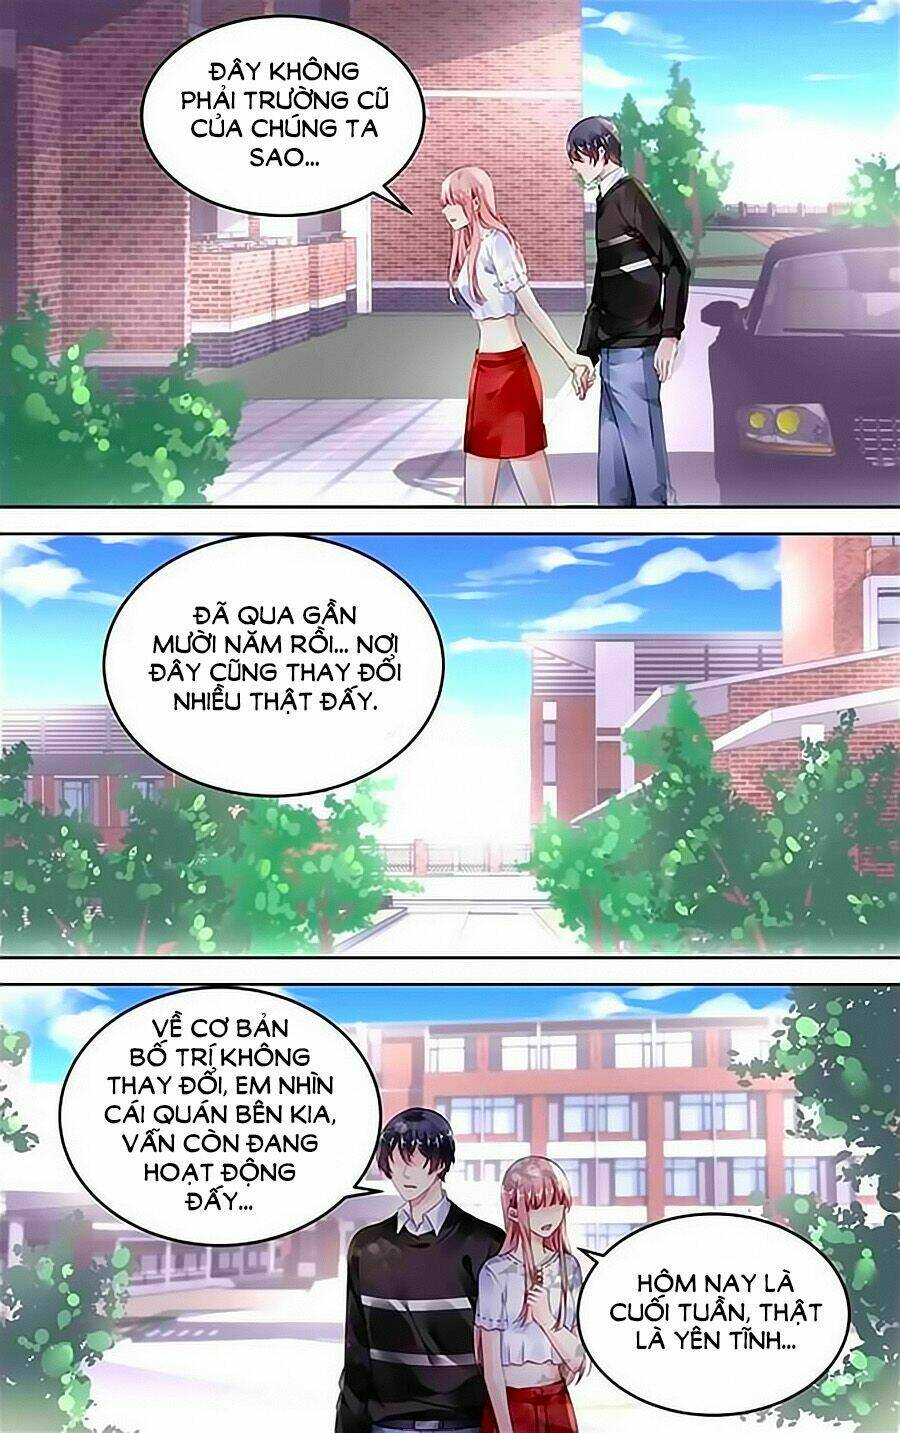 ĐÂY KHÔNG
PHẢI TRƯỜNG CŨ
CỦA CHÚNG TA
SAO...
ĐÃ QUA GẦN
MƯỜI NĂM RỒI... NƠI
ĐÂY CŨNG THAY ĐỔI
NHIỀU THẬT ĐẤY.
VỀ CƠ BẢN
BỐ TRÍ KHÔNG
THAY ĐỔI, EM NHÌN
CÁI QUÁN BÊN KIA,
VẪN CÒN ĐANG
HOẠT ĐỘNG
ĐẤY...
HÔM NAY LÀ
CUỐI TUẦN, THẬT
LÀ YÊN TĨNH...